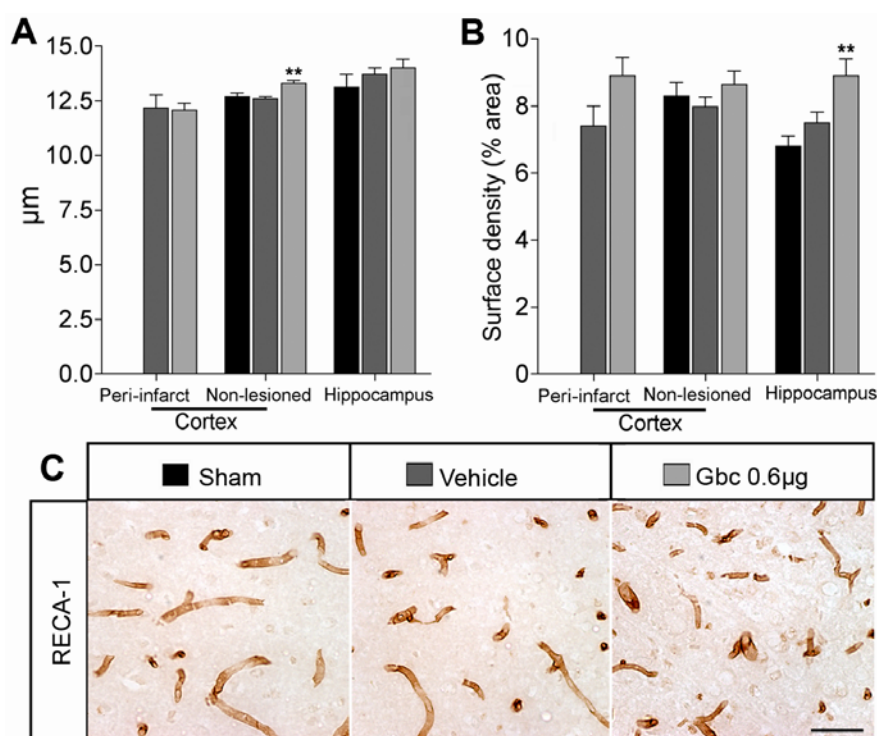 A
15.0
12.5
10.0
7.5
5.0
2.5
0.0
µm
**
Peri-infarct Non-lesioned Hippocampus
Cortex
B
10
8
6
4
2
0
Surface density (% area)
**
Peri-infarct Non-lesioned Hippocampus
Cortex
C
Sham Vehicle Gbc 0.6µg
RECA-1